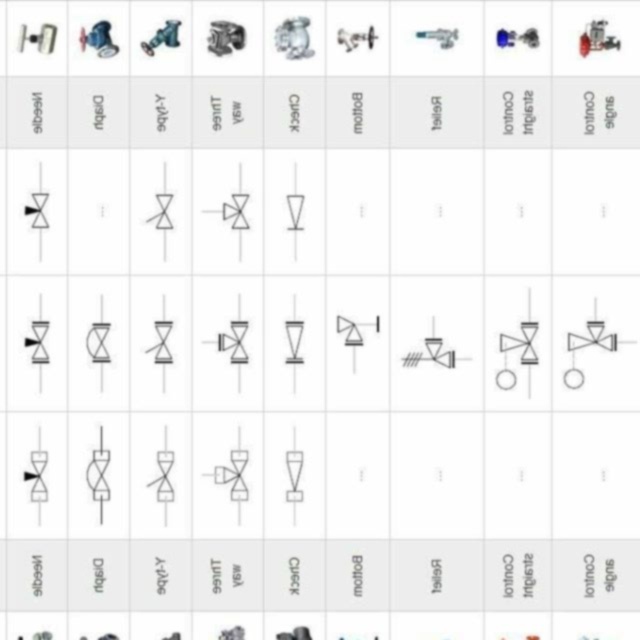 Needle
Needle
Diaph
...
Diaph
Y-type
Y-type
Three
way
Three
way
Check
Check
Bottom
...
...
Bottom
Relief
...
...
Relief
Control
straight
...
...
Control
straight
Control
angle
...
...
Control
angle